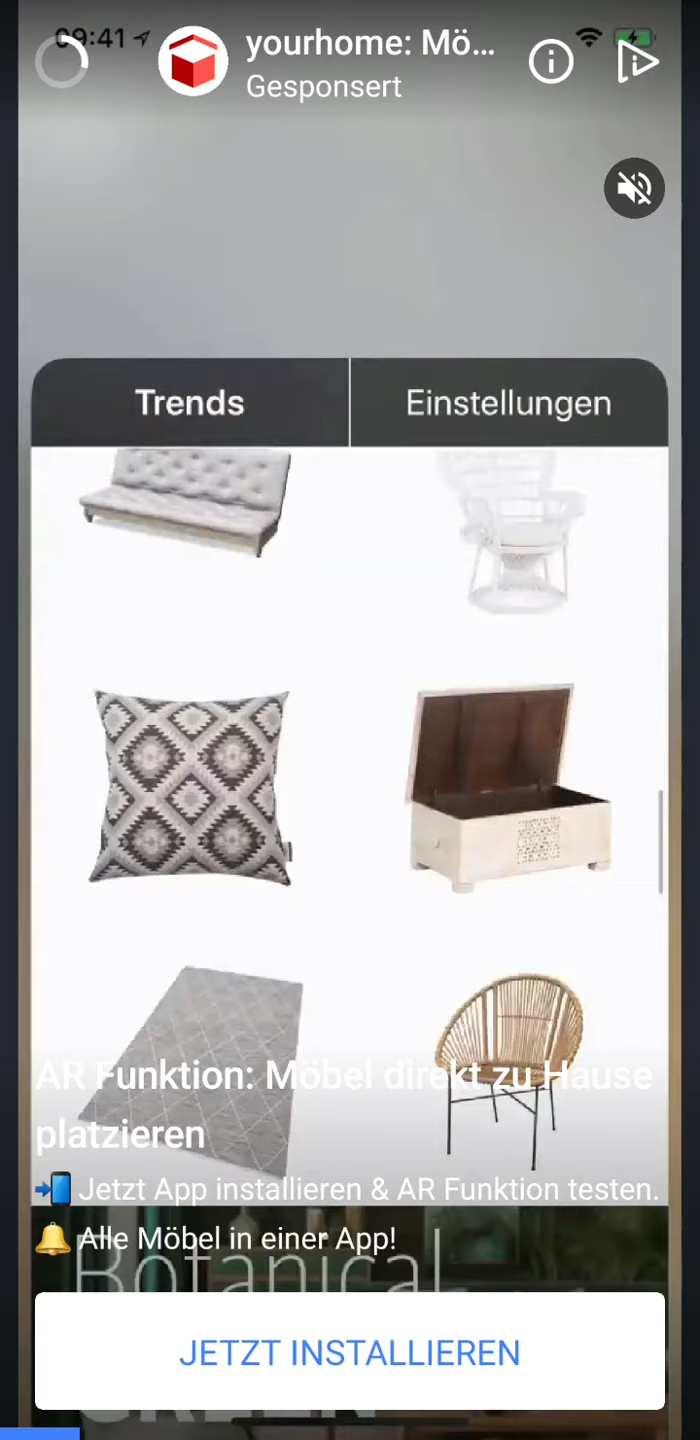 09:41
yourhome: Mö...
Gesponsert
Trends
Einstellungen
AR Funktion: Möbel direkt zu Hause
platzieren
Jetzt App installieren & AR Funktion testen.
Alle Möbel in einer App!
Botanical
JETZT INSTALLIEREN